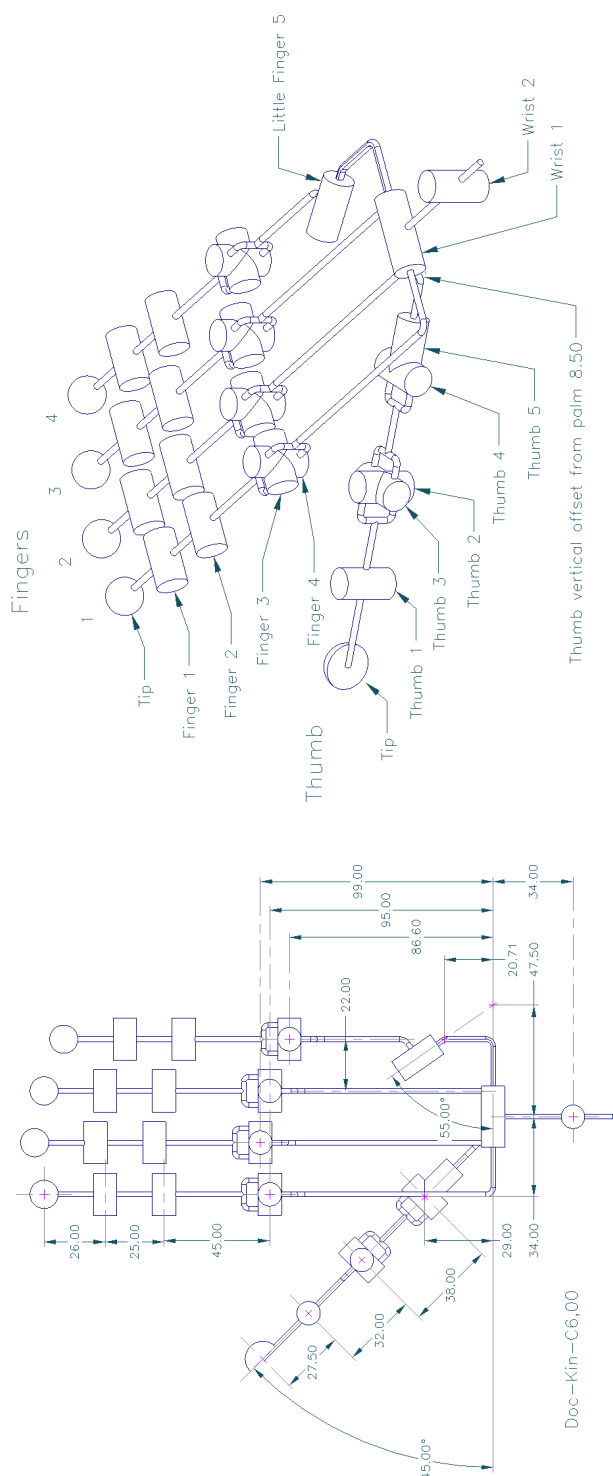 Fingers
1
2
3
4
Tip
Finger 1
Finger 2
Finger 3
Finger 4
Little Finger 5
Wrist 2
Wrist 1
Thumb
Tip
Thumb 1
Thumb 3
Thumb 2
Thumb 4
Thumb 5
Thumb vertical offset from palm 8.50
26.00
25.00
45.00
22.00
99.00
95.00
86.60
20.71
34.00
47.50
55.00°
29.00
34.00
38.00
32.00
27.50
45.00°
Doc-Kin-C6,00